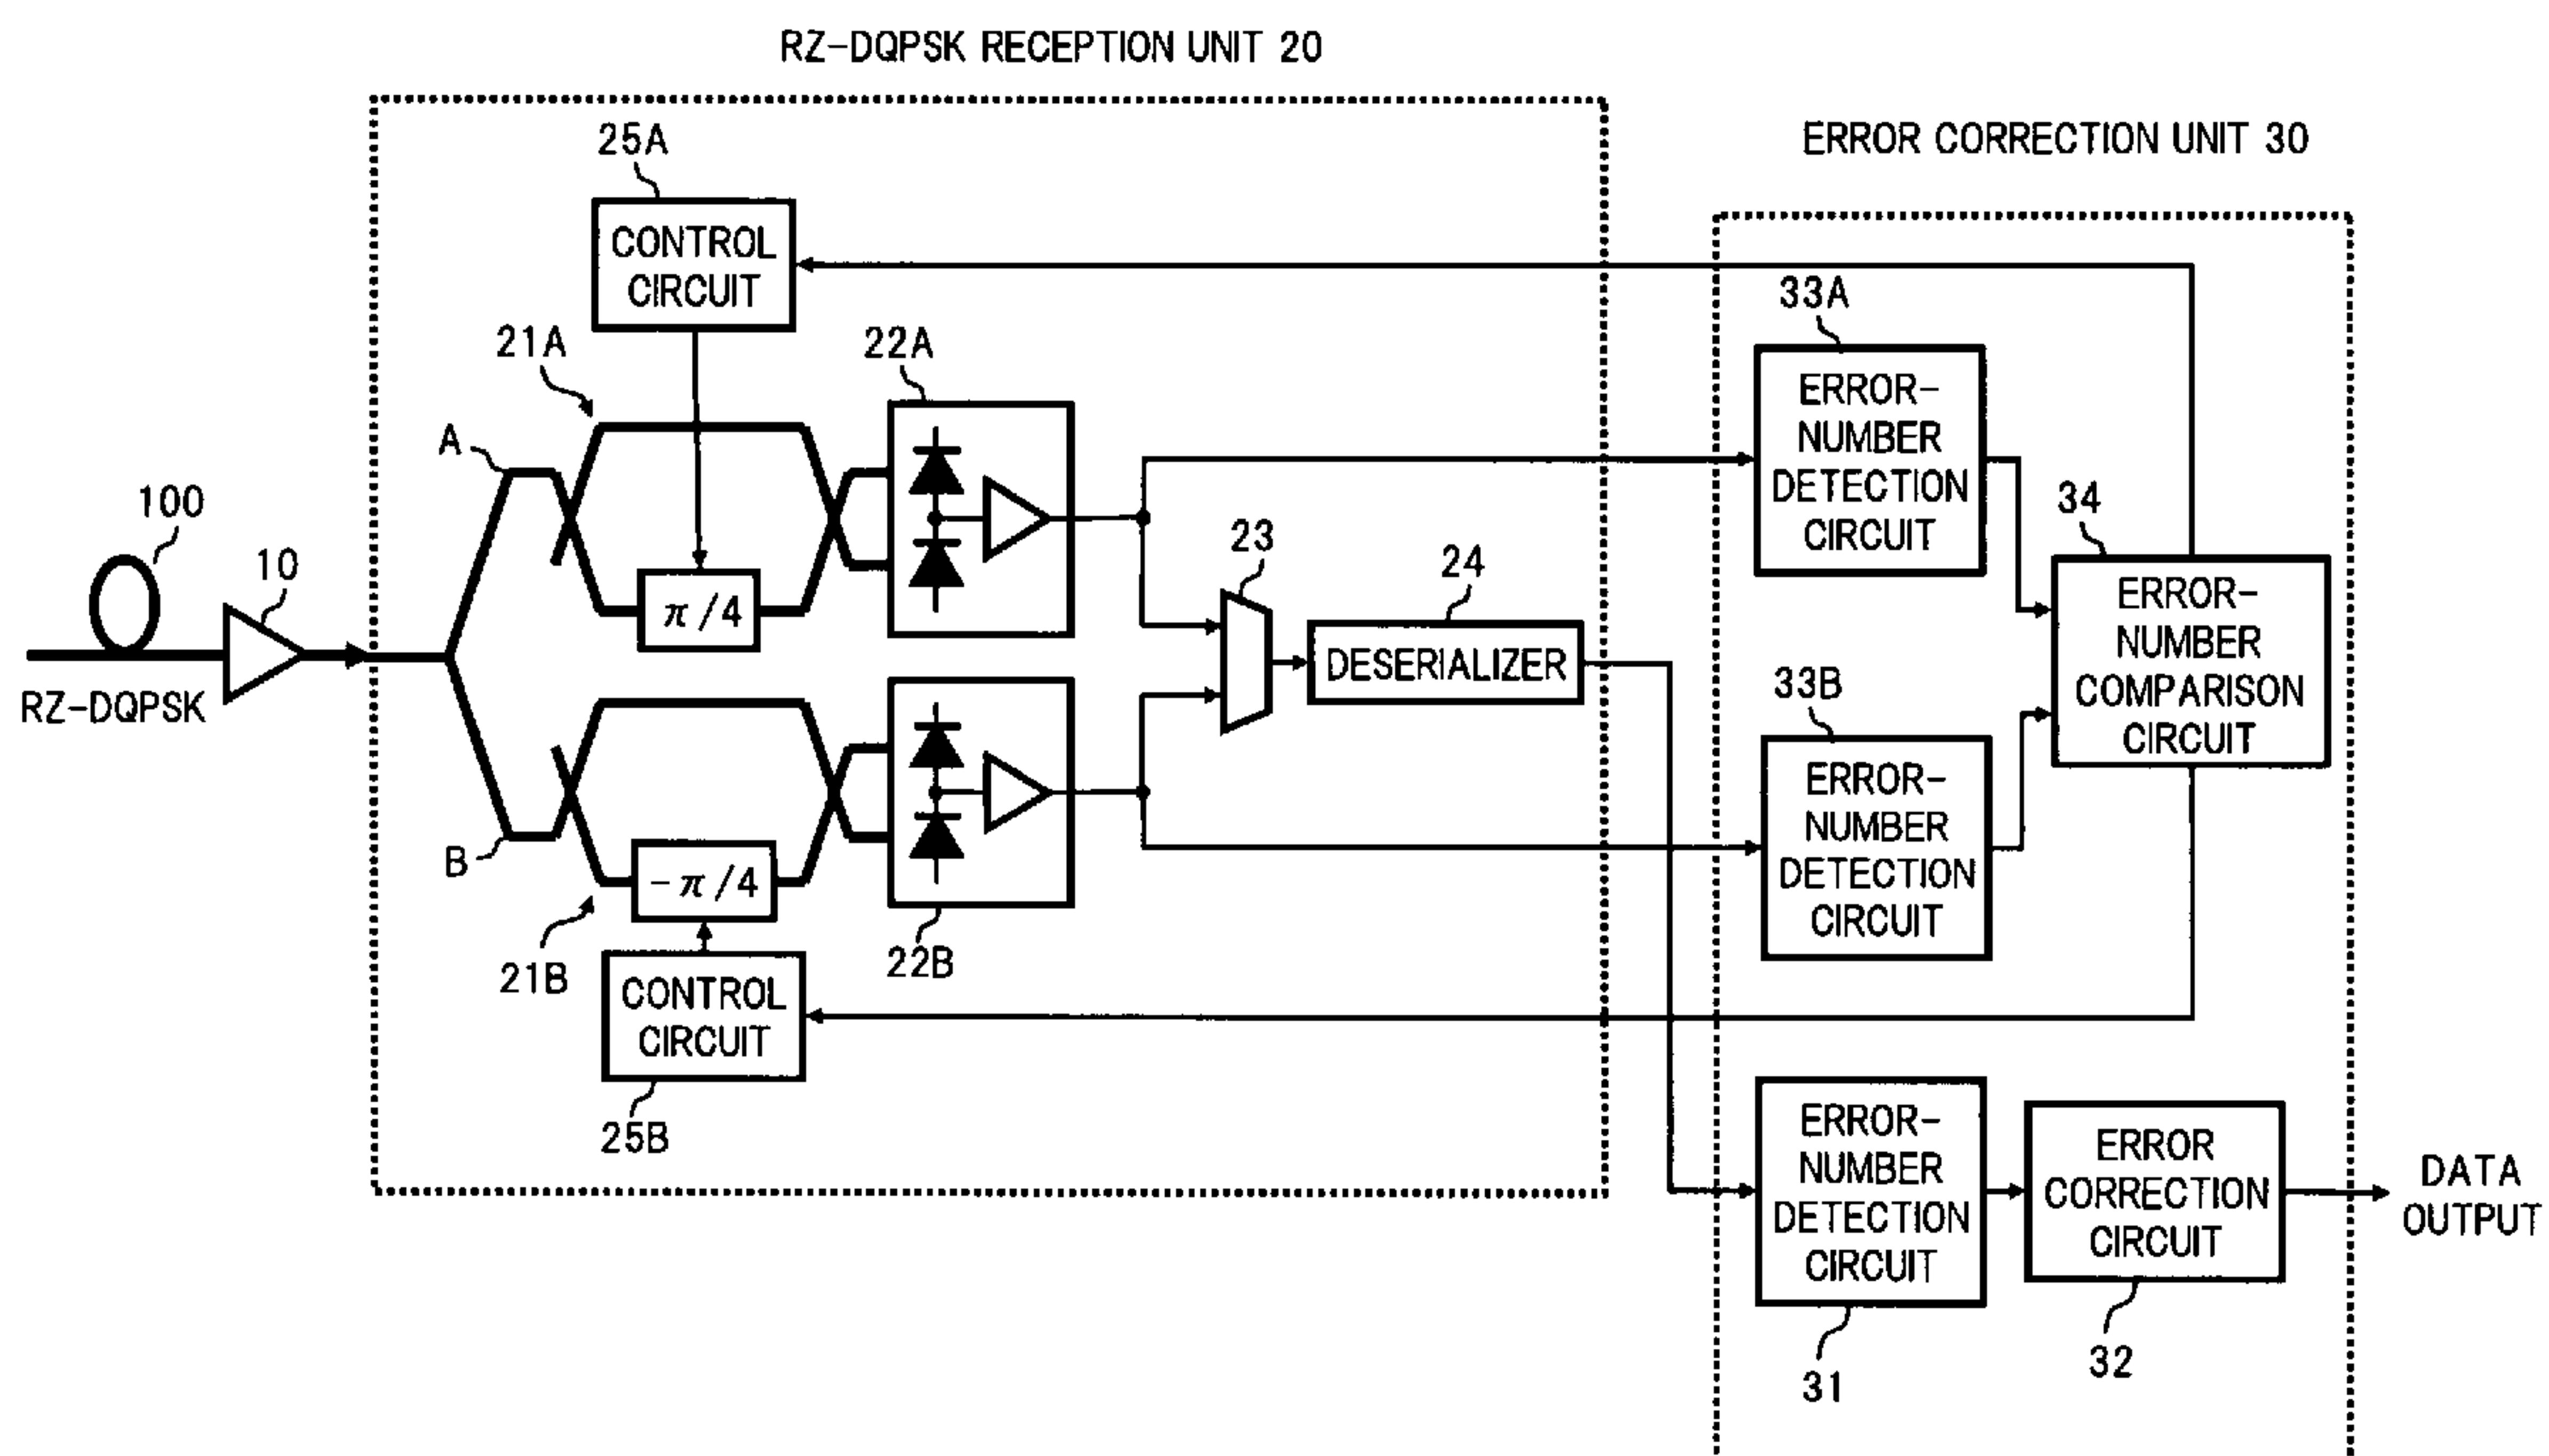 RZ-DQPSK RECEPTION UNIT 20
ERROR CORRECTION UNIT 30
25A
CONTROL
CIRCUIT
21A
22A
A
33A
ERROR-
NUMBER
DETECTION
CIRCUIT
34
ERROR-
NUMBER
COMPARISON
CIRCUIT
100
10
RZ-DQPSK
π/4
23
24
DESERIALIZER
33B
ERROR-
NUMBER
DETECTION
CIRCUIT
B
-π/4
21B
22B
CONTROL
CIRCUIT
25B
ERROR-
NUMBER
DETECTION
CIRCUIT
31
ERROR
CORRECTION
CIRCUIT
32
DATA
OUTPUT